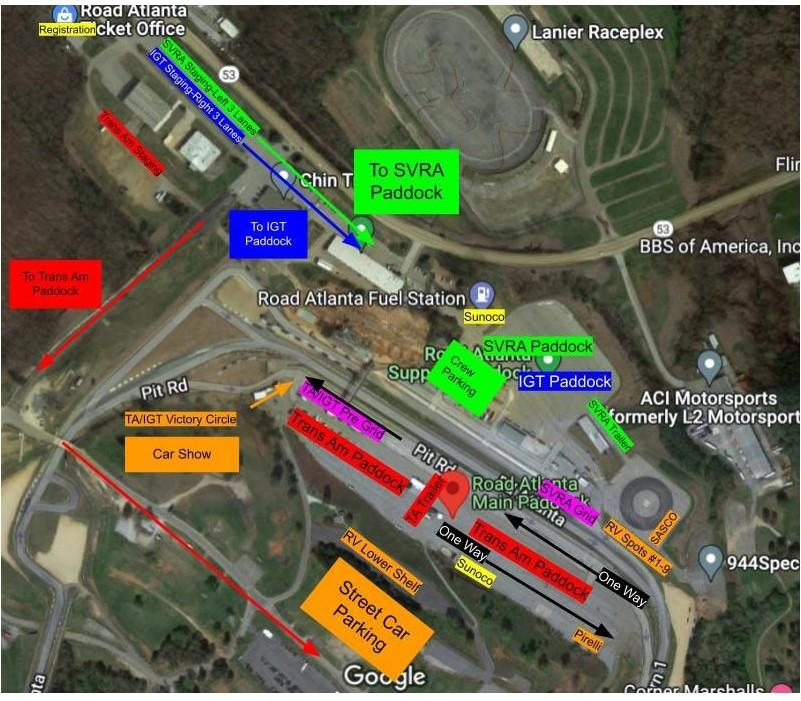 Road Atlanta
cket Office
Registration
SVRA Staging-Left 3 Lanes
IGT Staging-Right 3 Lanes
53
Lanier Raceplex
Trans Am Staging
Chin T
To SVRA
Paddock
Flir
To IGT
Paddock
53
BBS of America, Inc
To Trans Am
Paddock
Road Atlanta Fuel Station
Sunoco
SVRA Paddock
Crew
Parking
IGT Paddock
Pit Rd
ACI Motorsports
formerly L2 Motorsport
TA/IGT Pre Grid
SVRA Trailer
TA/IGT Victory Circle
Car Show
Trans Am Paddock
Pit Rd
TA Trailer
Road Atlanta
Main Paddock
SVRA Grid
RV Spots #1-9
SASCO
One Way
Trans Am Paddock
Sunoco
One Way
RV Lower Shelf
944Spec
Street Car
Parking
Pirelli
Google
Corner Marshalls